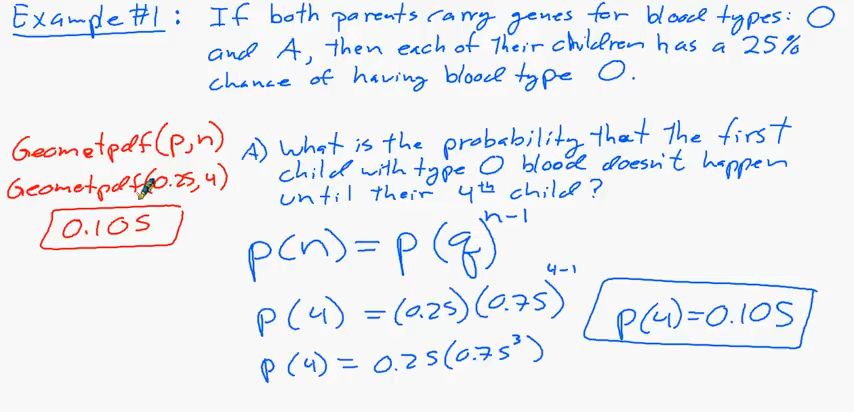 Example #1: If both parents carry genes for blood types: O
and A, then each of their children has a 25%
chance of having blood type O.
Geometpdf(p,n)
Geometpdf(0.25,4)
0.105
A) What is the probability that the first
child with type O blood doesn't happen
until their 4th child?
p(n) = p(q)^n-1
p(4) = (0.25)(0.75)^4-1
p(4) = 0.25(0.75^3)
p(4)=0.105